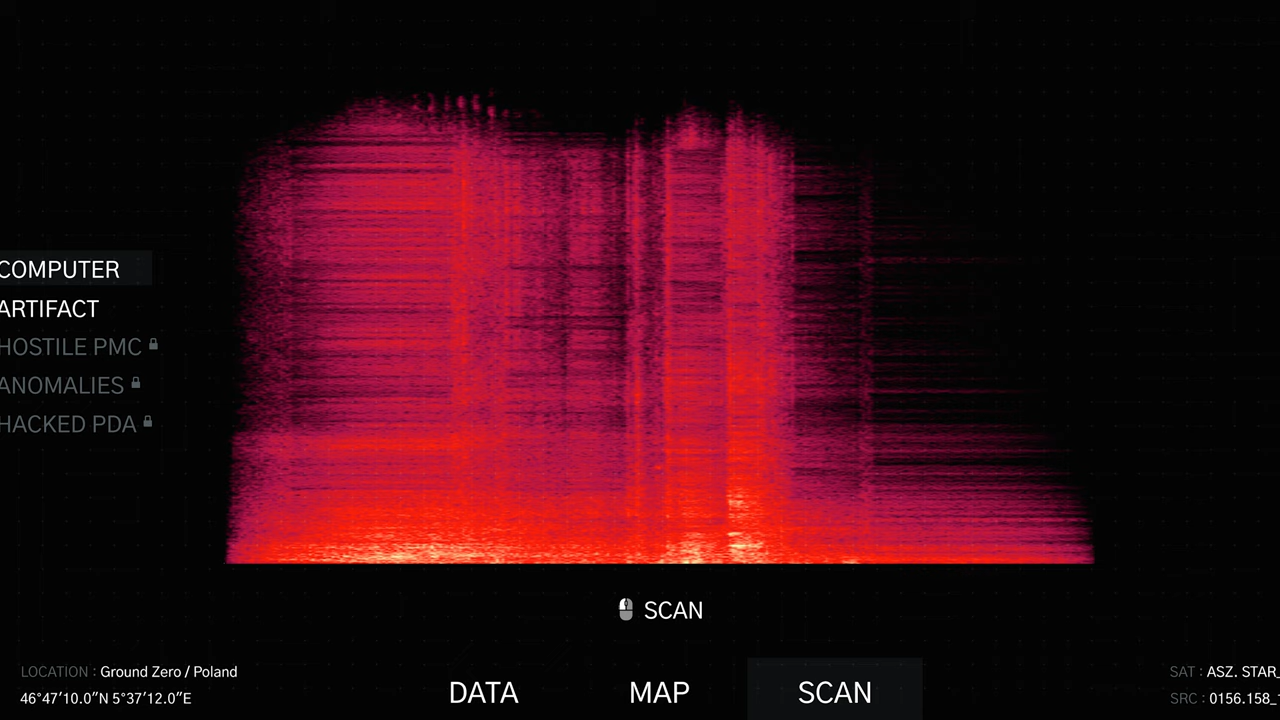 COMPUTER
ARTIFACT
HOSTILE PMC
ANOMALIES
HACKED PDA
SCAN
LOCATION : Ground Zero / Poland
46°47'10.0"N 5°37'12.0"E
DATA
MAP
SCAN
SAT : ASZ. STAR_
SRC : 0156.158_